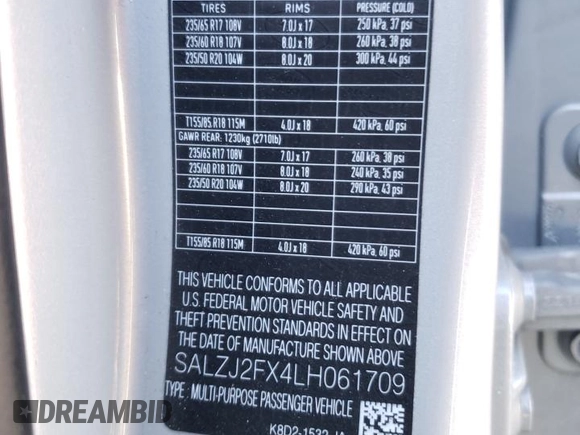 TIRES RIMS PRESSURE (COLD)
235/65 R17 108V 7.0J x 17 250 kPa, 37 psi
235/60 R18 107V 8.0J x 18 260 kPa, 38 psi
235/50 R20 104W 8.0J x 20 300 kPa, 44 psi
T155/85 R18 115M 4.0J x 18 420 kPa, 60 psi
GAWR REAR: 1230kg (2710lb)
235/65 R17 108V 7.0J x 17 260 kPa, 38 psi
235/60 R18 107V 8.0J x 18 240 kPa, 35 psi
235/50 R20 104W 8.0J x 20 290 kPa, 43 psi
T155/85 R18 115M 4.0J x 18 420 kPa, 60 psi
THIS VEHICLE CONFORMS TO ALL APPLICABLE
U.S. FEDERAL MOTOR VEHICLE SAFETY AND
THEFT PREVENTION STANDARDS IN EFFECT ON
THE DATE OF MANUFACTURE SHOWN ABOVE.
SALZJ2FX4LH061709
TYPE : MULTI-PURPOSE PASSENGER VEHICLE
K8D2-1532
DREAMBID